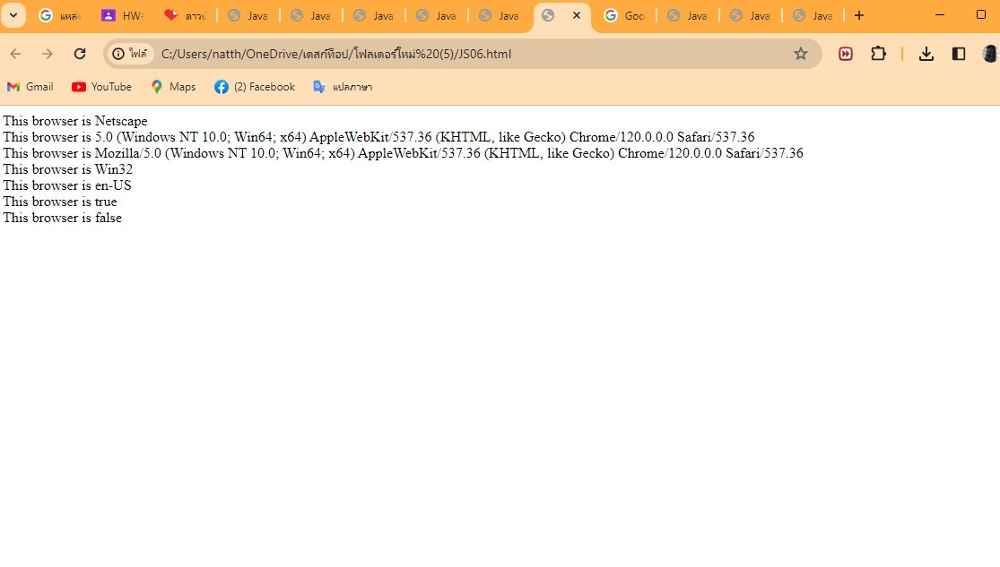 แหล่ง
HW
ดาวน์
Java
Java
Java
Java
Java
Goo
Java
Java
Java
ไฟล์ C:/Users/natth/OneDrive/เดสก์ท็อป/โฟลเดอร์ใหม่%20(5)/JS06.html
Gmail YouTube Maps (2) Facebook แปลภาษา
This browser is Netscape
This browser is 5.0 (Windows NT 10.0; Win64; x64) AppleWebKit/537.36 (KHTML, like Gecko) Chrome/120.0.0.0 Safari/537.36
This browser is Mozilla/5.0 (Windows NT 10.0; Win64; x64) AppleWebKit/537.36 (KHTML, like Gecko) Chrome/120.0.0.0 Safari/537.36
This browser is Win32
This browser is en-US
This browser is true
This browser is false